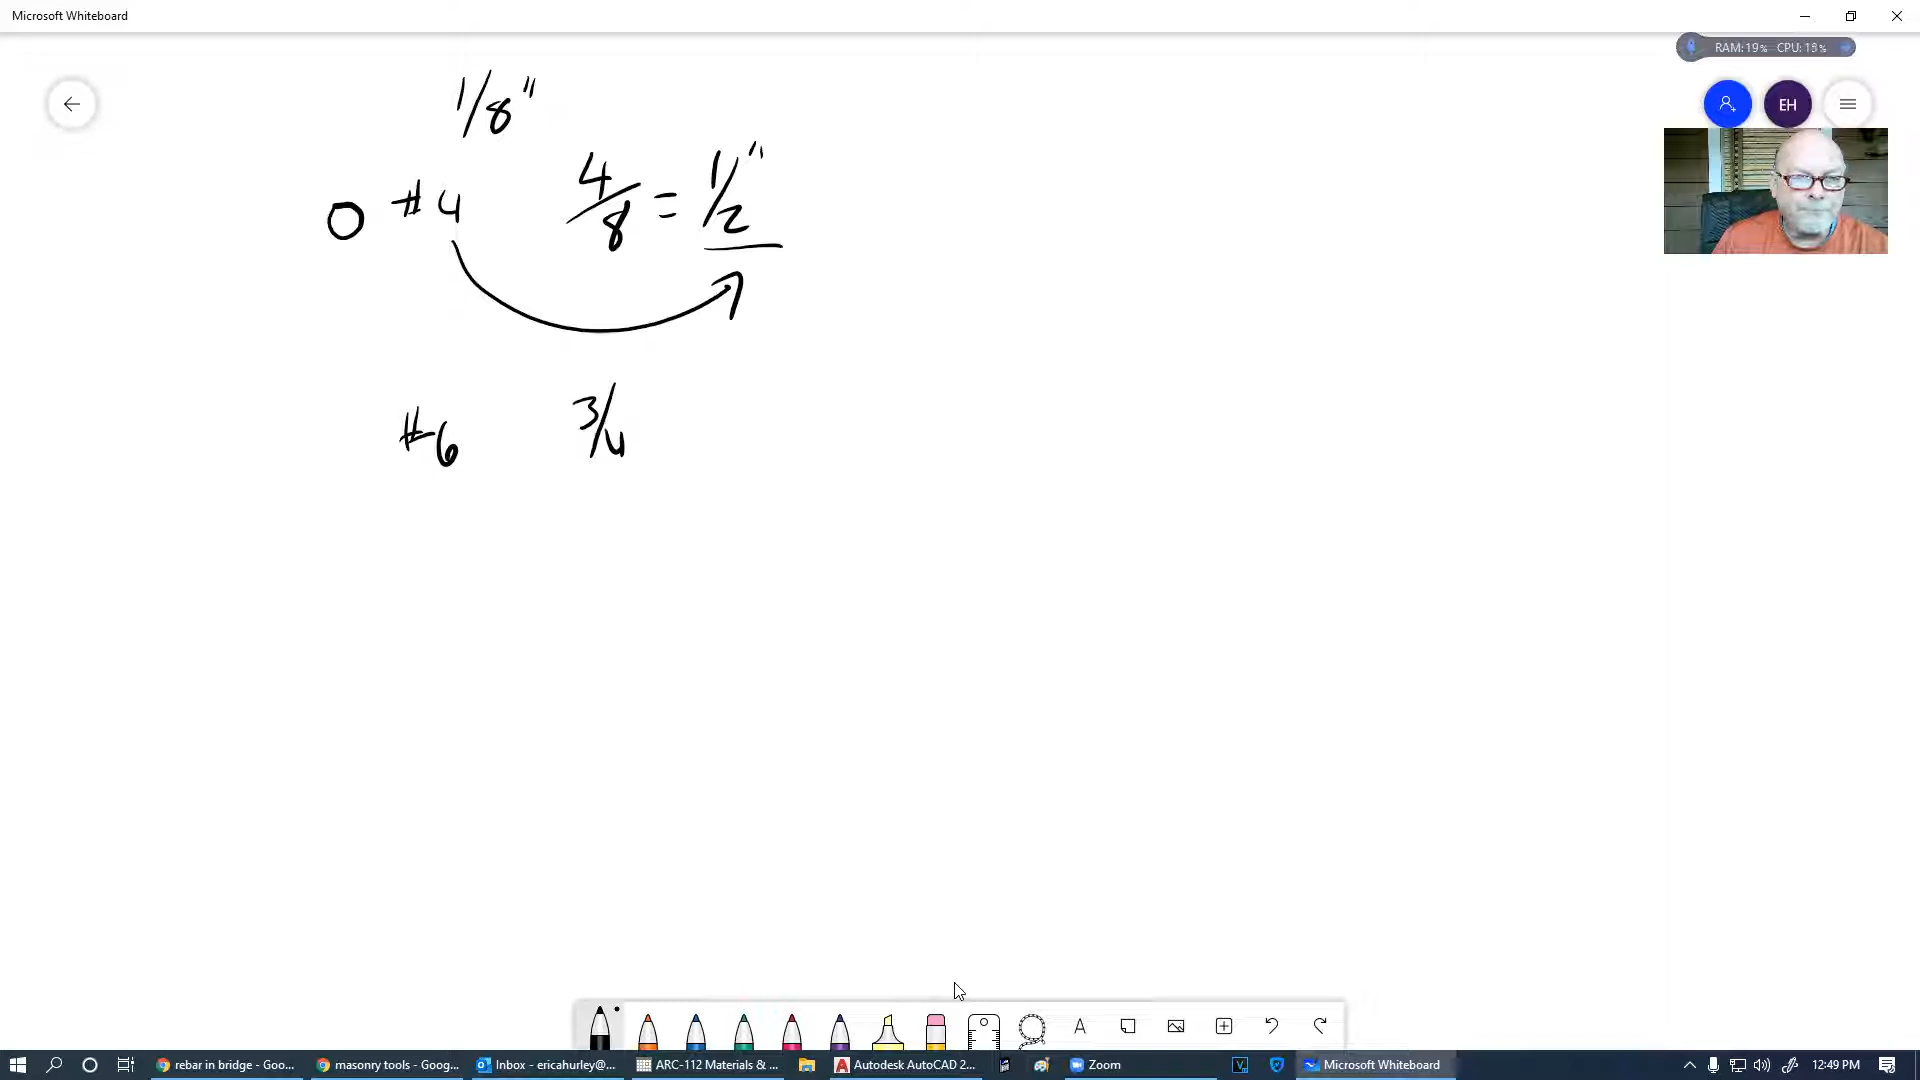 Microsoft Whiteboard
RAM: 19% CPU: 15%
EH
1/8"
O #4 4/8 = 1/2"
#6 3/4
A
rebar in bridge - Goo...
masonry tools - Goog...
Inbox - ericahurley@...
ARC-112 Materials & ...
Autodesk AutoCAD 2...
Zoom
Microsoft Whiteboard
12:49 PM